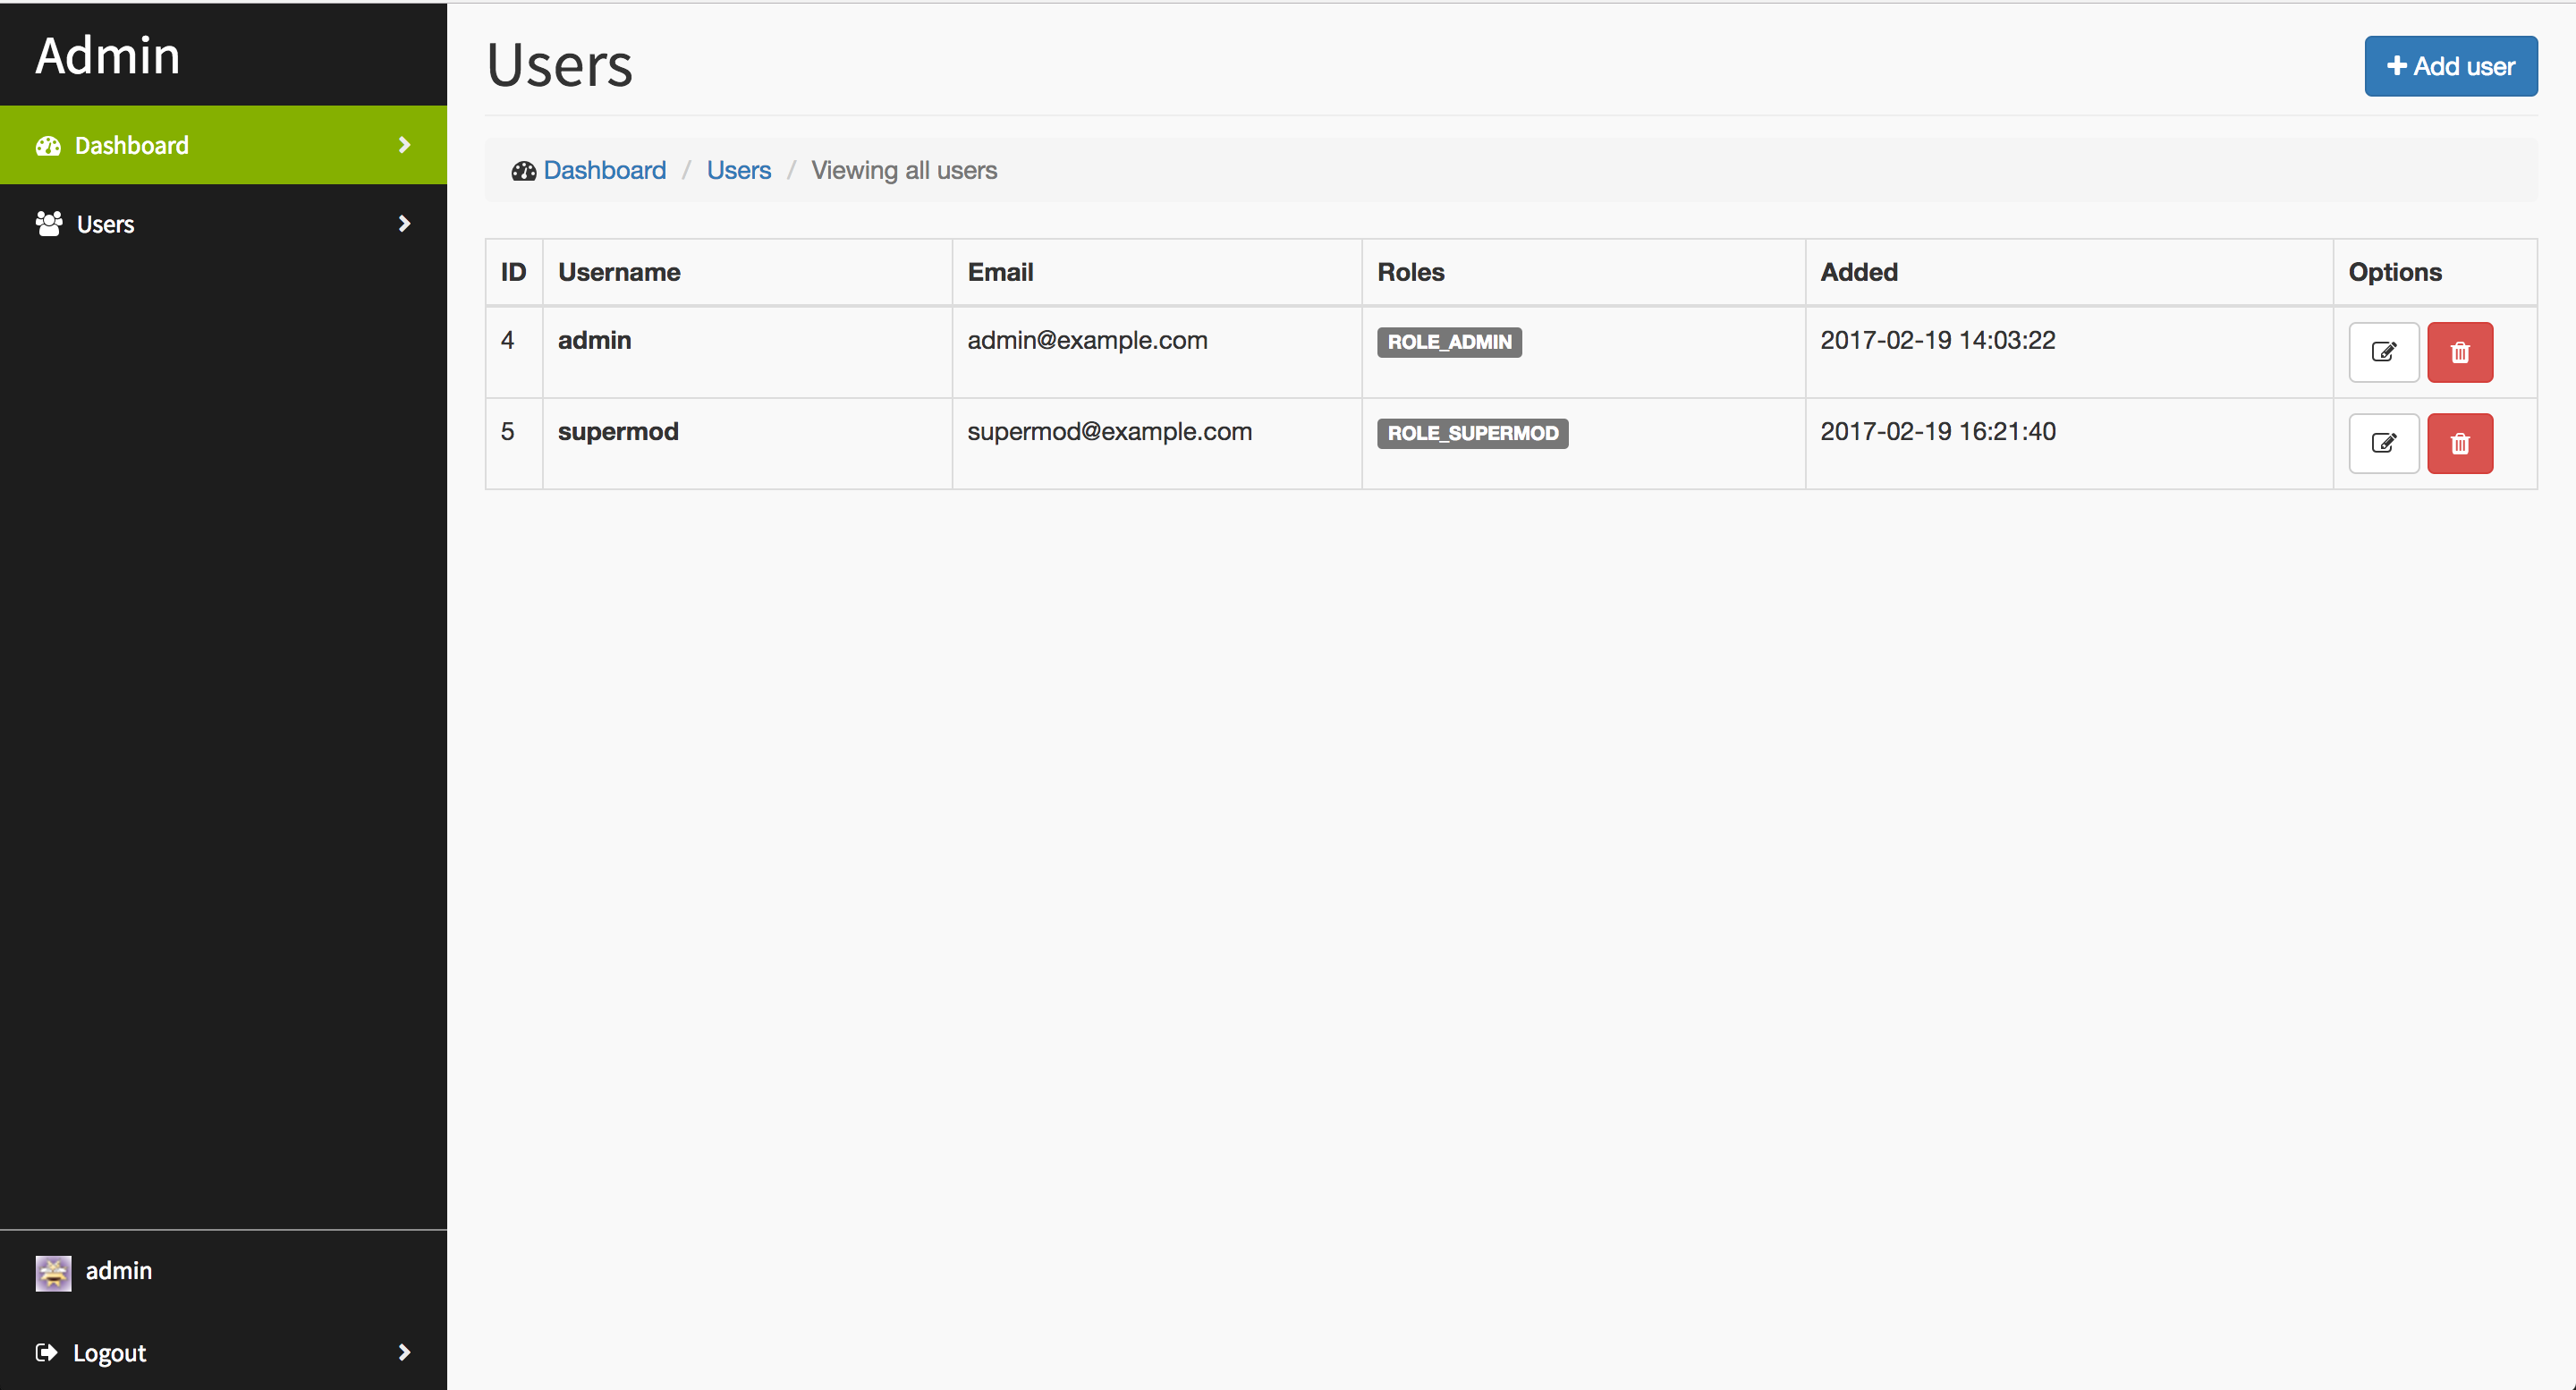 Admin
Dashboard
Users
admin
Logout
Users
Add user
Dashboard / Users / Viewing all users
ID Username Email Roles Added Options
4 admin admin@example.com ROLE_ADMIN 2017-02-19 14:03:22
5 supermod supermod@example.com ROLE_SUPERMOD 2017-02-19 16:21:40